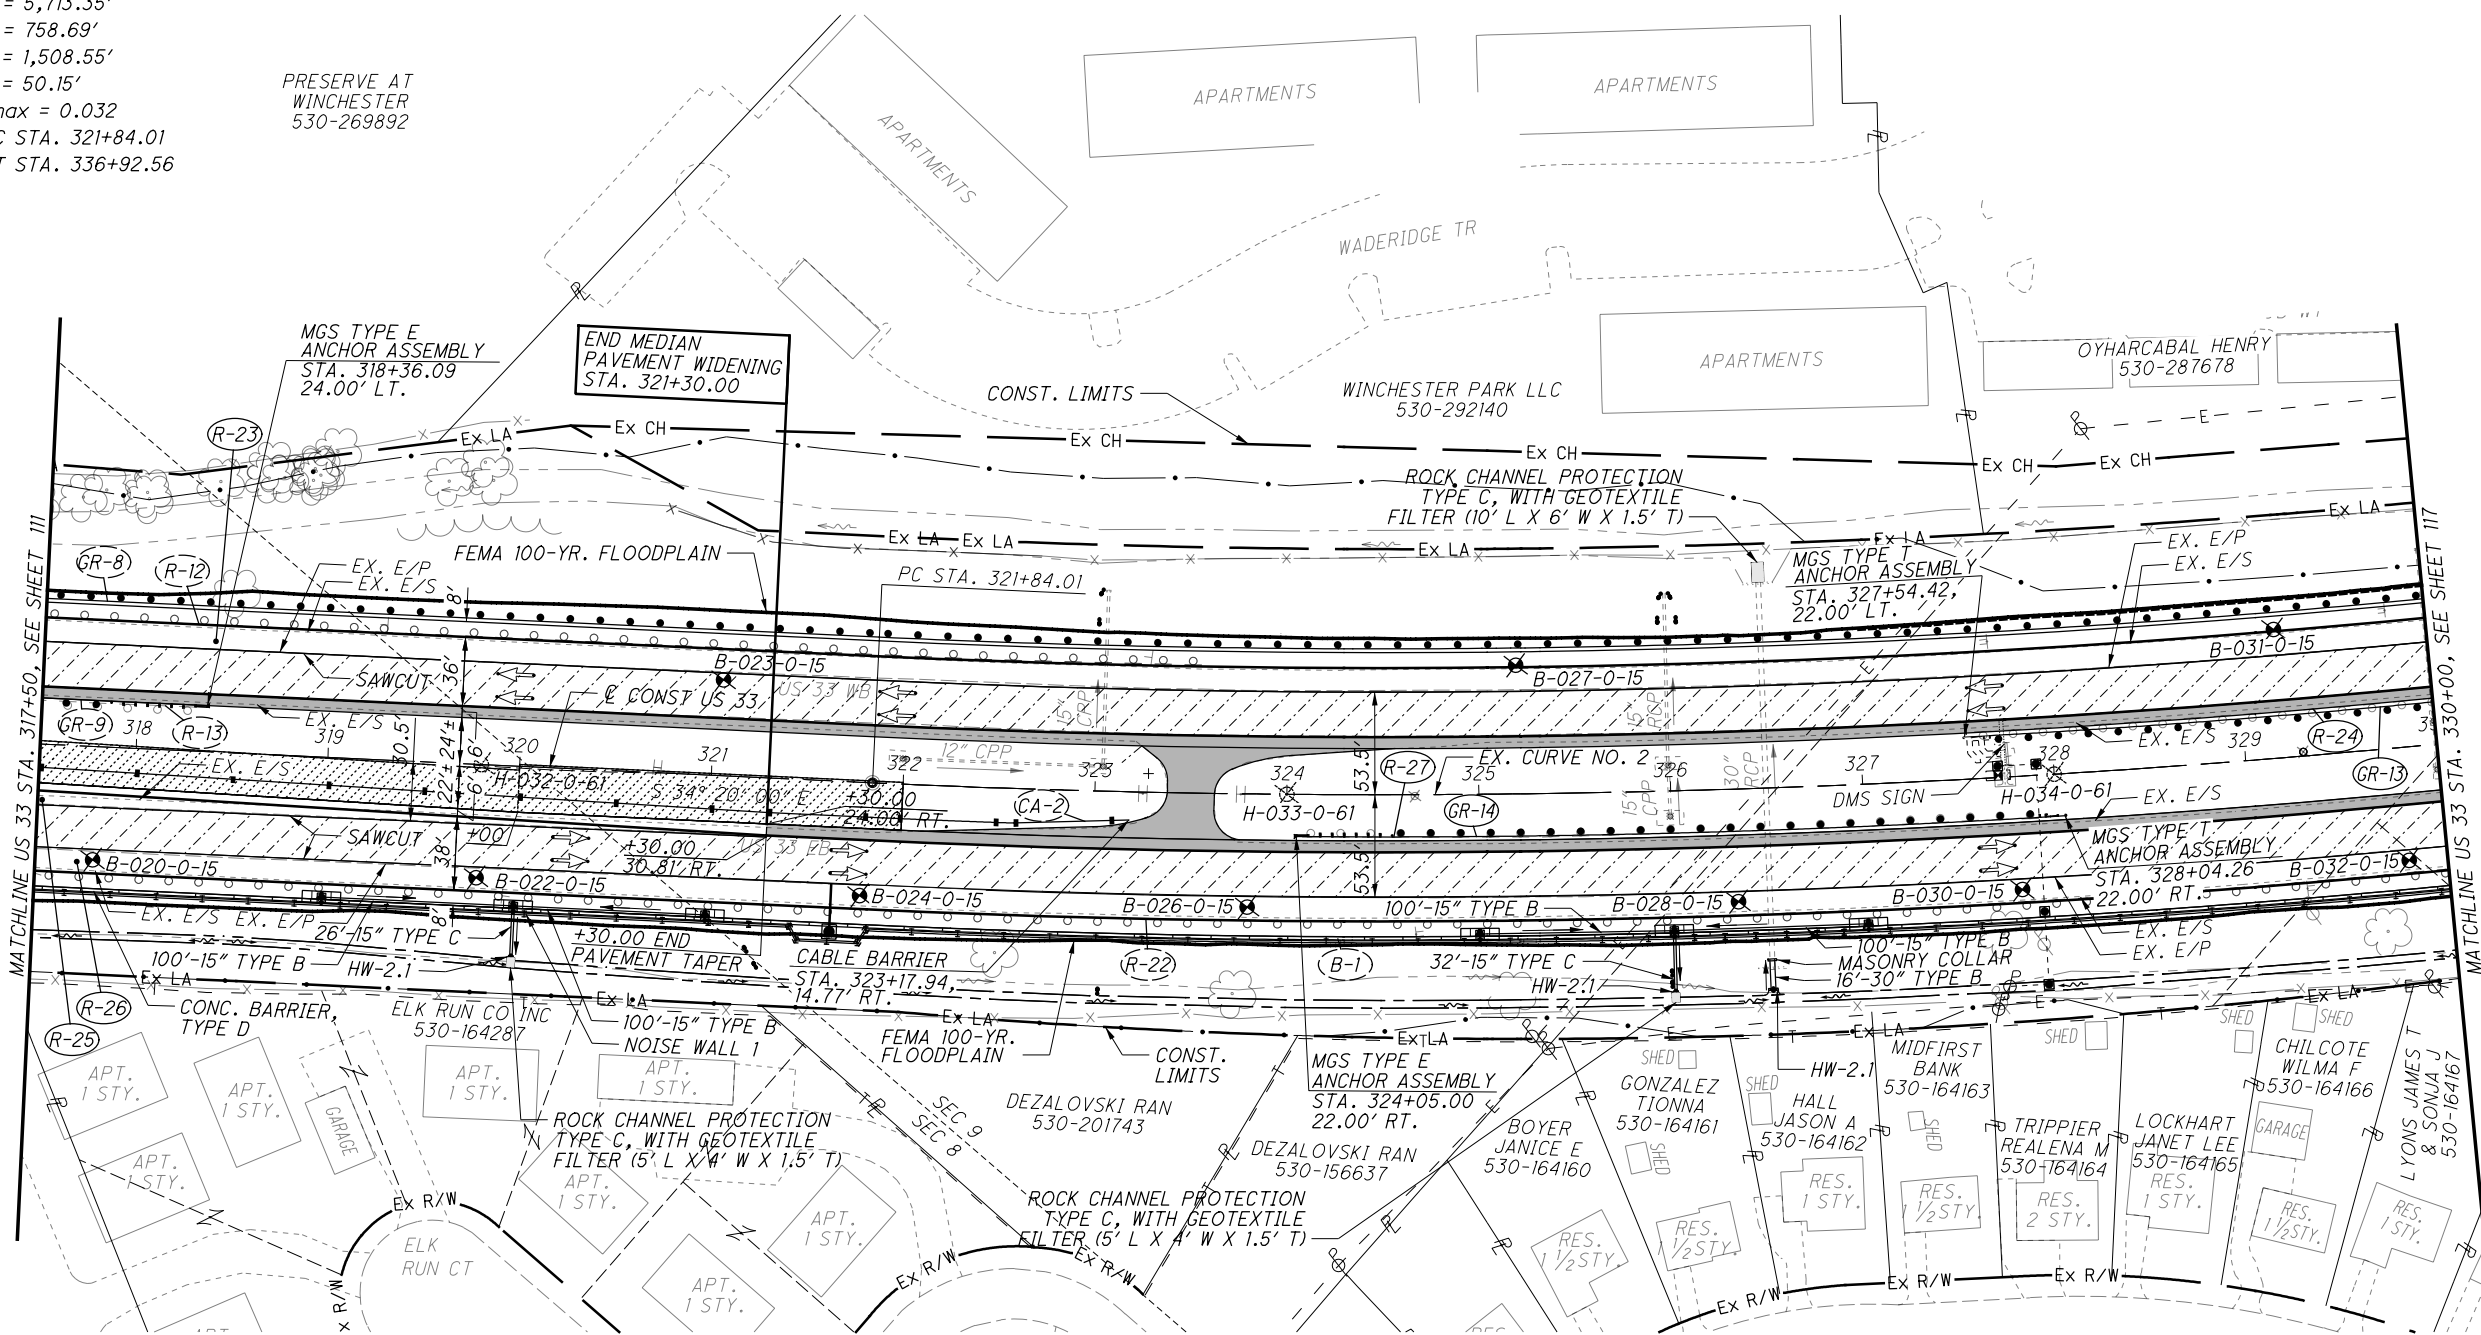 = 5,713.35'
= 758.69'
= 1,508.55'
= 50.15'
max = 0.032
C STA. 321+84.01
T STA. 336+92.56
PRESERVE AT
WINCHESTER
530-269892
APARTMENTS
APARTMENTS
APARTMENTS
WADERIDGE TR
APARTMENTS
MGS TYPE E
ANCHOR ASSEMBLY
STA. 318+36.09
24.00' LT.
END MEDIAN
PAVEMENT WIDENING
STA. 321+30.00
CONST. LIMITS
WINCHESTER PARK LLC
530-292140
OYHARCABAL HENRY
530-287678
E
R-23
Ex LA
Ex CH
Ex CH
Ex CH
Ex CH
Ex CH
ROCK CHANNEL PROTECTION
TYPE C, WITH GEOTEXTILE
FILTER (10' L X 6' W X 1.5' T)
Ex LA
Ex LA
Ex LA
Ex LA
Ex LA
MATCHLINE US 33 STA. 317+50, SEE SHEET 111
MATCHLINE US 33 STA. 330+00, SEE SHEET 117
GR-8
R-12
EX. E/P
EX. E/S
FEMA 100-YR. FLOODPLAIN
PC STA. 321+84.01
MGS TYPE T
ANCHOR ASSEMBLY
STA. 327+54.42,
22.00' LT.
EX. E/P
EX. E/S
8'
36'
SAWCUT
B-023-0-15
B-027-0-15
B-031-0-15
℄ CONST US 33
US 33 WB
15"
CPP
15"
RCP
GR-9
318
R-13
EX. E/S
319
30.5'
22'±
24'±
6'
6'
320
321
322
12" CPP
323
324
EX. CURVE NO. 2
325
326
30"
RCP
327
328
EX. E/S
329
R-24
GR-13
R-27
EX. E/S
H-032-0-61
S 34° 20' 00" E
+30.00
24.00' RT.
CA-2
H-033-0-61
GR-14
15"
CPP
DMS SIGN
H-034-0-61
EX. E/S
53.5'
53.5'
SAWCUT
+00
38'
+30.00
30.81' RT.
US 33 EB
MGS TYPE T
ANCHOR ASSEMBLY
STA. 328+04.26
22.00' RT.
B-020-0-15
B-022-0-15
B-024-0-15
B-026-0-15
B-028-0-15
B-030-0-15
B-032-0-15
EX. E/S
EX. E/P
8'
26'-15" TYPE C
100'-15" TYPE B
HW-2.1
+30.00 END
PAVEMENT TAPER
CABLE BARRIER
STA. 323+17.94,
14.77' RT.
100'-15" TYPE B
R-22
B-1
32'-15" TYPE C
HW-2.1
100'-15" TYPE B
MASONRY COLLAR
16'-30" TYPE B
EX. E/S
EX. E/P
Ex LA
Ex LA
Ex LA
Ex LA
Ex LA
Ex LA
R-26
R-25
CONC. BARRIER,
TYPE D
ELK RUN CO INC
530-164287
100'-15" TYPE B
NOISE WALL 1
FEMA 100-YR.
FLOODPLAIN
CONST.
LIMITS
MGS TYPE E
ANCHOR ASSEMBLY
STA. 324+05.00
22.00' RT.
HW-2.1
SHED
SHED
SHED
SHED
SHED
SHED
SHED
GONZALEZ
TIONNA
530-164161
HALL
JASON A
530-164162
MIDFIRST
BANK
530-164163
CHILCOTE
WILMA F
530-164166
LYONS JAMES T
& SONJA J
530-164167
APT.
1 STY.
APT.
1 STY.
GARAGE
APT.
1 STY.
APT.
1 STY.
ROCK CHANNEL PROTECTION
TYPE C, WITH GEOTEXTILE
FILTER (5' L X 4' W X 1.5' T)
SEC 9
SEC 8
DEZALOVSKI RAN
530-201743
DEZALOVSKI RAN
530-156637
BOYER
JANICE E
530-164160
TRIPPIER
REALENA M
530-164164
LOCKHART
JANET LEE
530-164165
GARAGE
APT.
1 STY.
APT.
1 STY.
APT.
1 STY.
APT.
1 STY.
ROCK CHANNEL PROTECTION
TYPE C, WITH GEOTEXTILE
FILTER (5' L X 4' W X 1.5' T)
RES.
1 1/2STY.
RES.
1 1/2STY.
RES.
1 STY.
RES.
1 1/2STY.
RES.
2 STY.
RES.
1 STY.
RES.
1 1/2STY.
RES.
1 STY.
Ex R/W
ELK
RUN CT
Ex R/W
Ex R/W
Ex R/W
Ex R/W
Ex R/W
x R/W